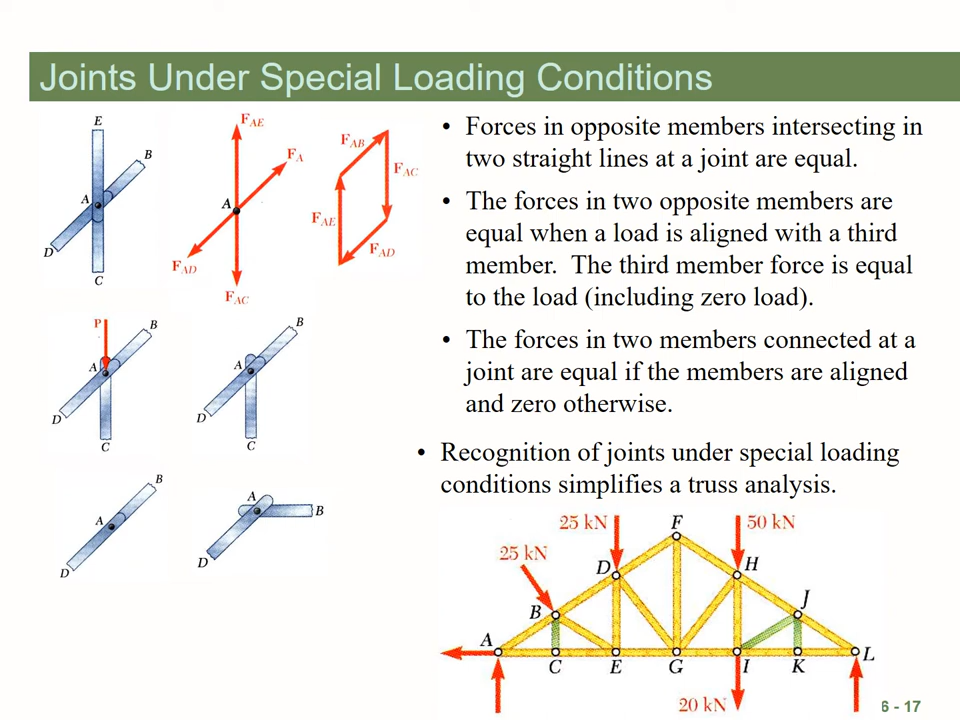 Joints Under Special Loading Conditions
E
B
A
D
C
F_AE
F_A
A
F_AD
F_AC
F_AB
F_AC
F_AE
F_AD
• Forces in opposite members intersecting in
two straight lines at a joint are equal.
• The forces in two opposite members are
equal when a load is aligned with a third
member. The third member force is equal
to the load (including zero load).
• The forces in two members connected at a
joint are equal if the members are aligned
and zero otherwise.
• Recognition of joints under special loading
conditions simplifies a truss analysis.
P
B
A
D
C
B
A
D
C
B
A
D
A
B
D
25 kN
F
50 kN
25 kN
D
H
B
J
A
C
E
G
I
K
L
20 kN
6 - 17